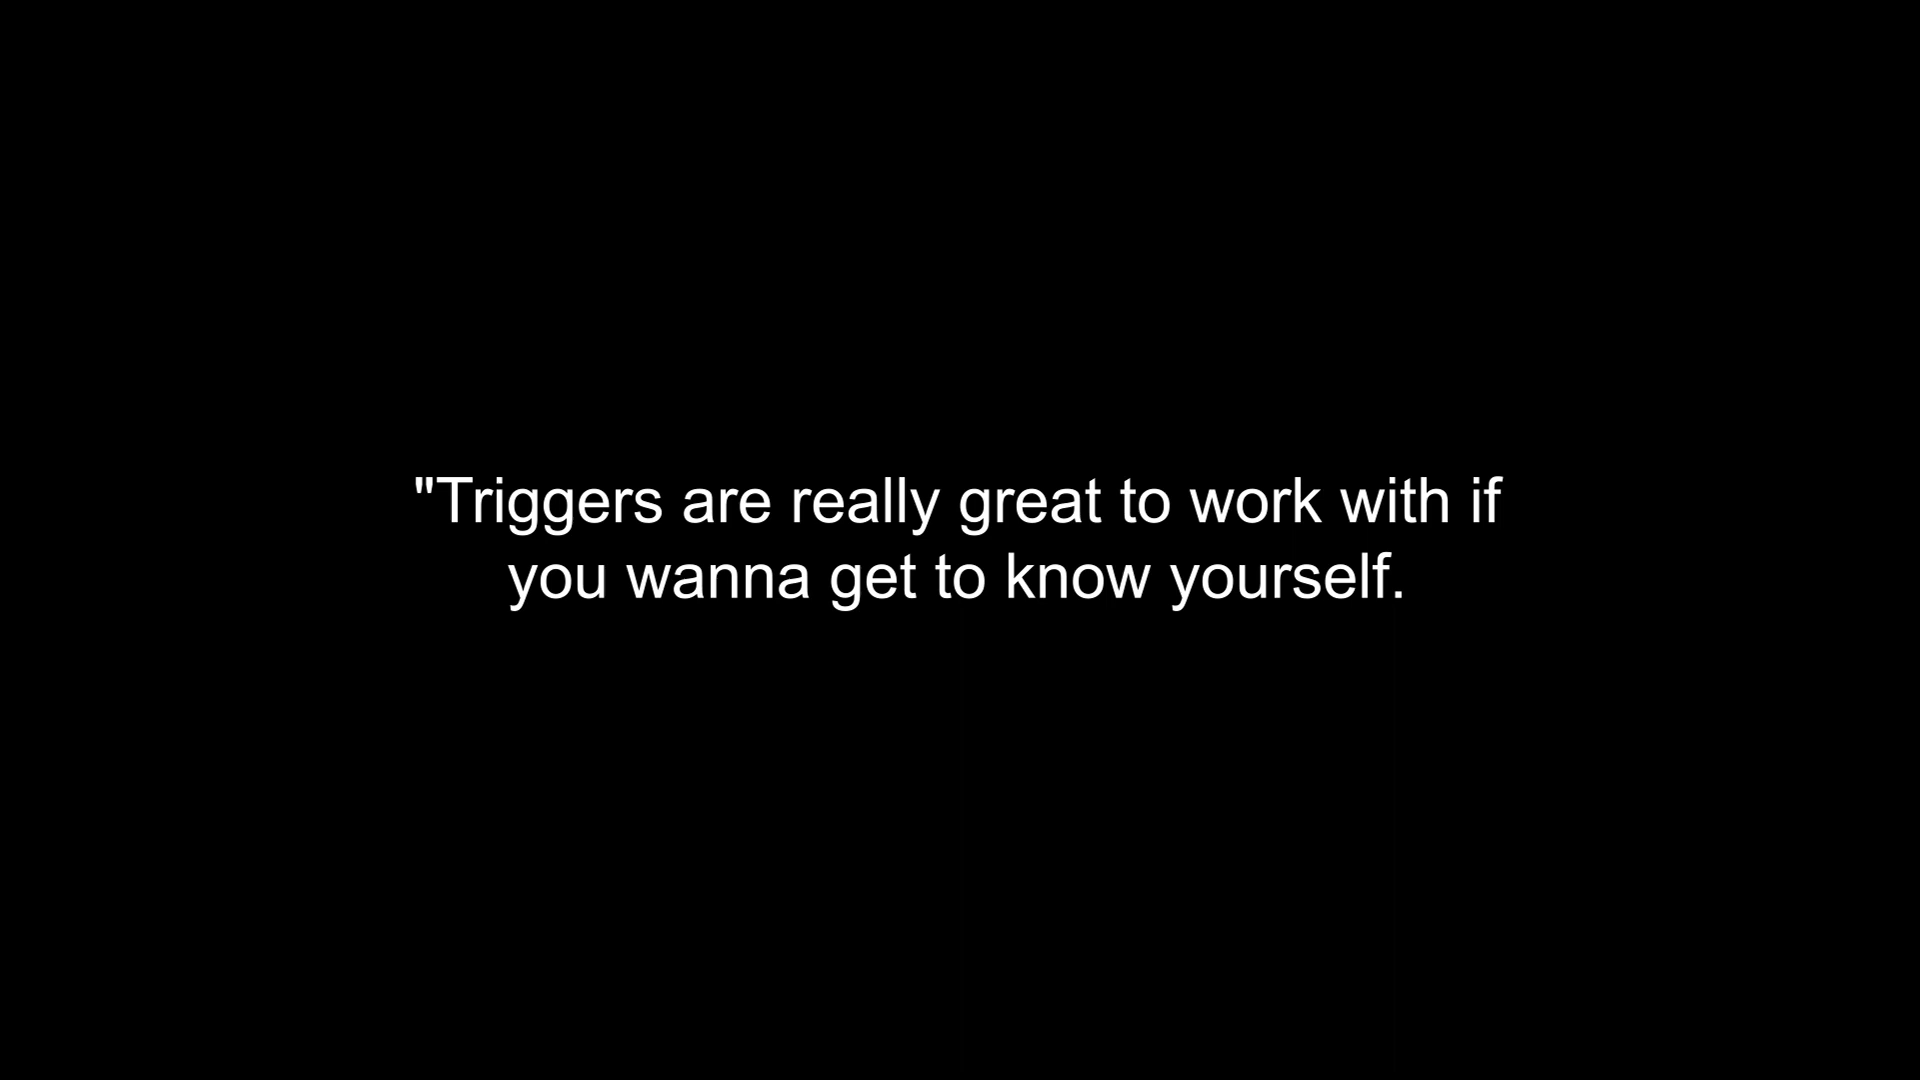 "Triggers are really great to work with if
you wanna get to know yourself.